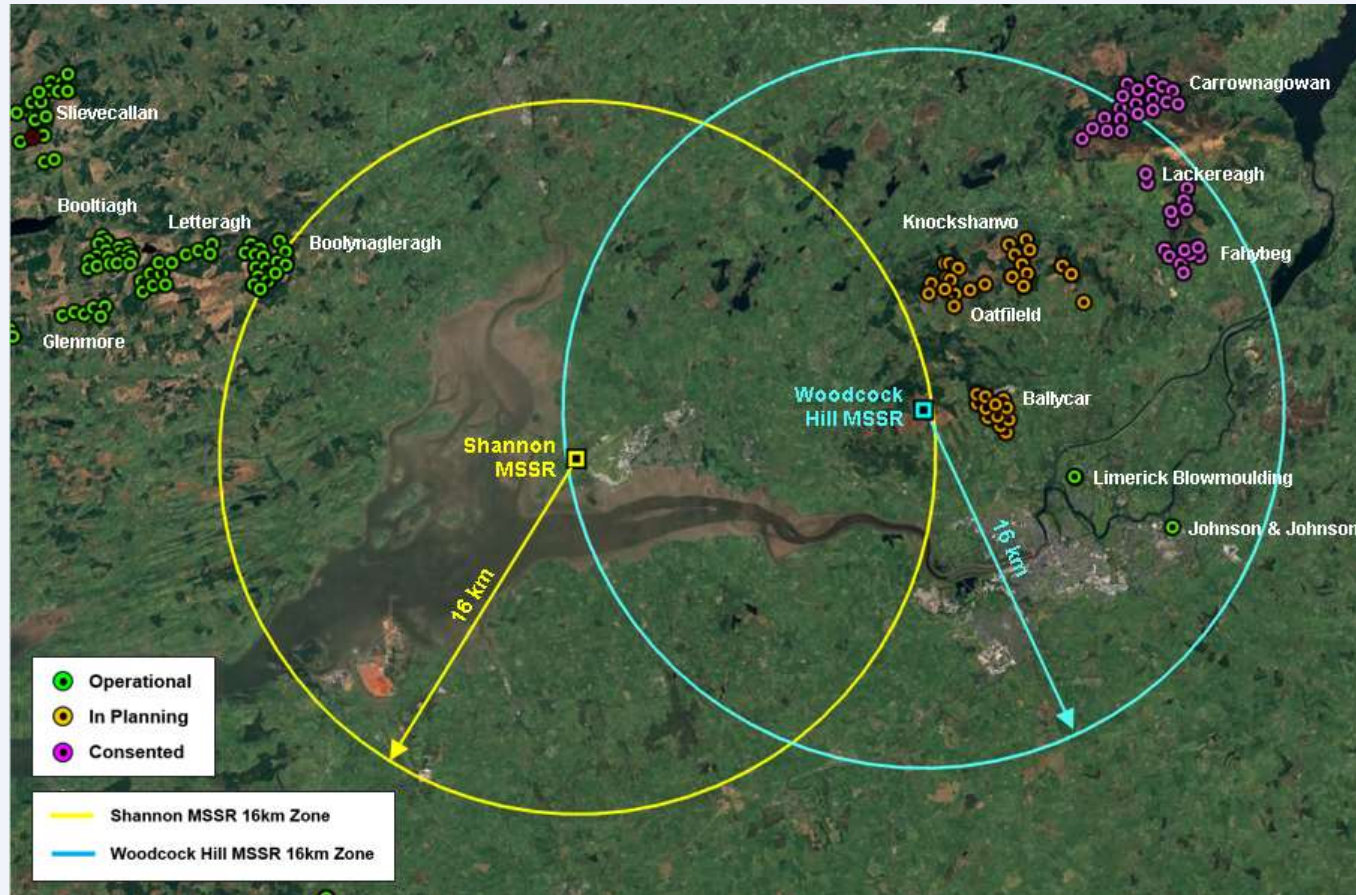 Carrownagowan
Slievecallan
Lackereagh
Booltiagh
Letteragh
Knockshanvo
Boolynagleragh
Fahybeg
Oatfileld
Glenmore
Woodcock
Hill MSSR
Ballycar
Shannon
MSSR
Limerick Blowmoulding
Johnson & Johnson
16 km
16 km
Operational
In Planning
Consented
Shannon MSSR 16km Zone
Woodcock Hill MSSR 16km Zone